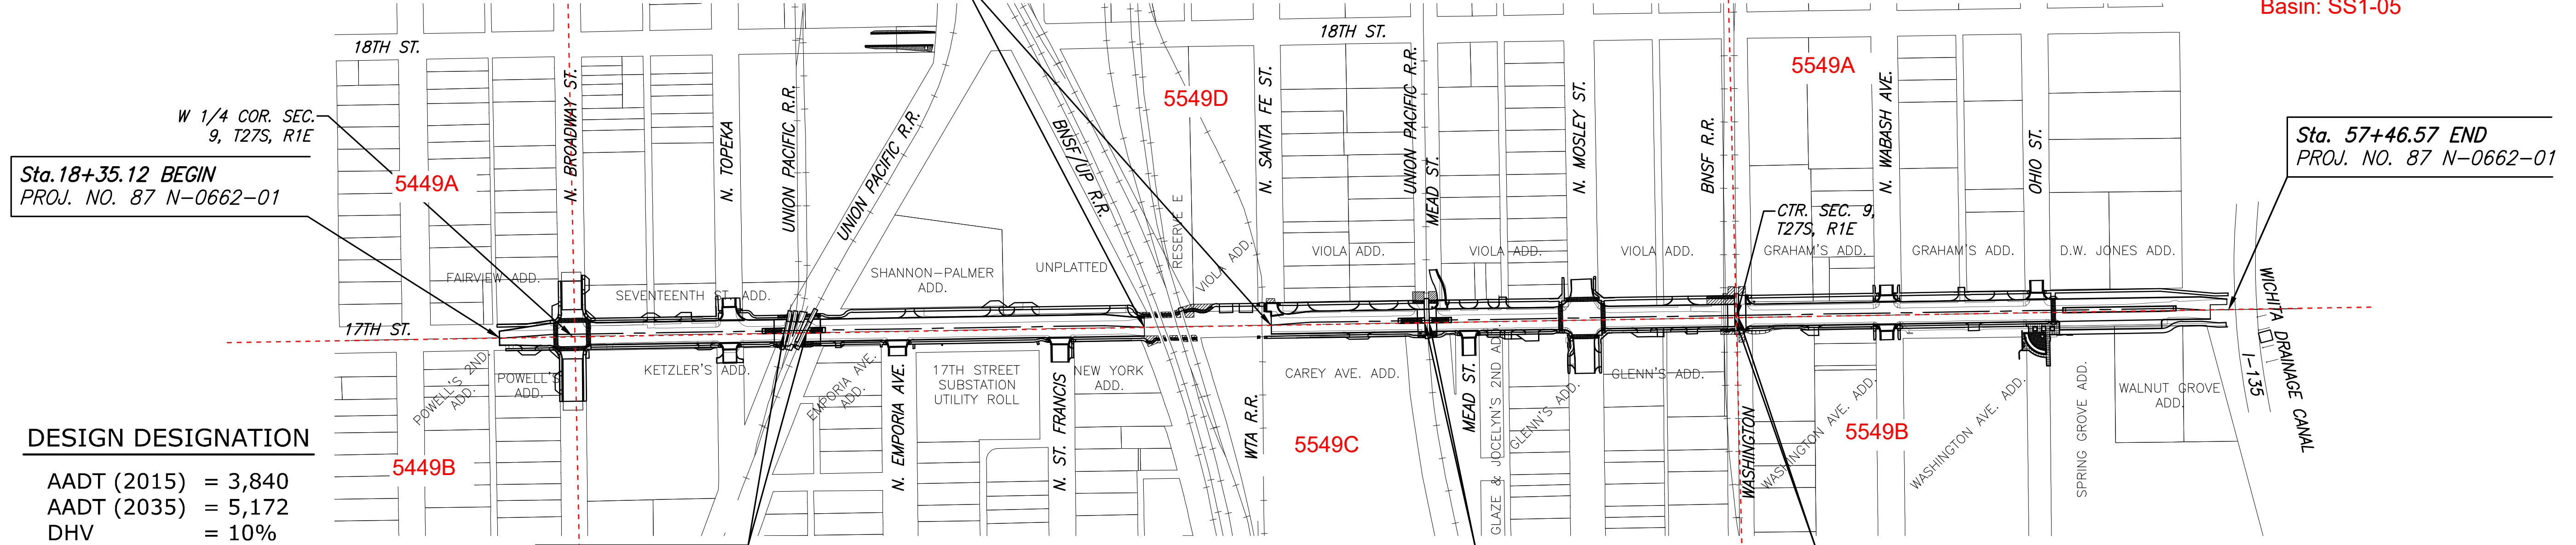 Basin: SS1-05
18TH ST.
18TH ST.
W 1/4 COR. SEC.
9, T27S, R1E
Sta.18+35.12 BEGIN
PROJ. NO. 87 N-0662-01
5449A
N. BROADWAY ST.
N. TOPEKA
UNION PACIFIC R.R.
UNION PACIFIC R.R.
BNSF/UP R.R.
5549D
RESERVE E
N. SANTA FE ST.
UNION PACIFIC R.R.
MEAD ST.
N. MOSLEY ST.
BNSF R.R.
5549A
N. WABASH AVE.
OHIO ST.
Sta. 57+46.57 END
PROJ. NO. 87 N-0662-01
CTR. SEC. 9,
T27S, R1E
FAIRVIEW ADD.
SEVENTEENTH ST. ADD.
SHANNON-PALMER
ADD.
UNPLATTED
VIOLA ADD.
VIOLA ADD.
VIOLA ADD.
VIOLA ADD.
GRAHAM'S ADD.
GRAHAM'S ADD.
D.W. JONES ADD.
17TH ST.
WICHITA DRAINAGE CANAL
I-135
POWELL'S 2ND.
ADD.
POWELL'S
ADD.
KETZLER'S ADD.
EMPORIA AVE.
ADD.
N. EMPORIA AVE.
17TH STREET
SUBSTATION
UTILITY ROLL
N. ST. FRANCIS
NEW YORK
ADD.
WTA R.R.
CAREY AVE. ADD.
5549C
MEAD ST.
GLAZE & JOCELYN'S 2ND ADD.
GLENN'S ADD.
GLENN'S ADD.
WASHINGTON
WASHINGTON AVE. ADD.
5549B
WASHINGTON AVE. ADD.
SPRING GROVE ADD.
WALNUT GROVE
ADD.
5449B
DESIGN DESIGNATION
AADT (2015) = 3,840
AADT (2035) = 5,172
DHV = 10%